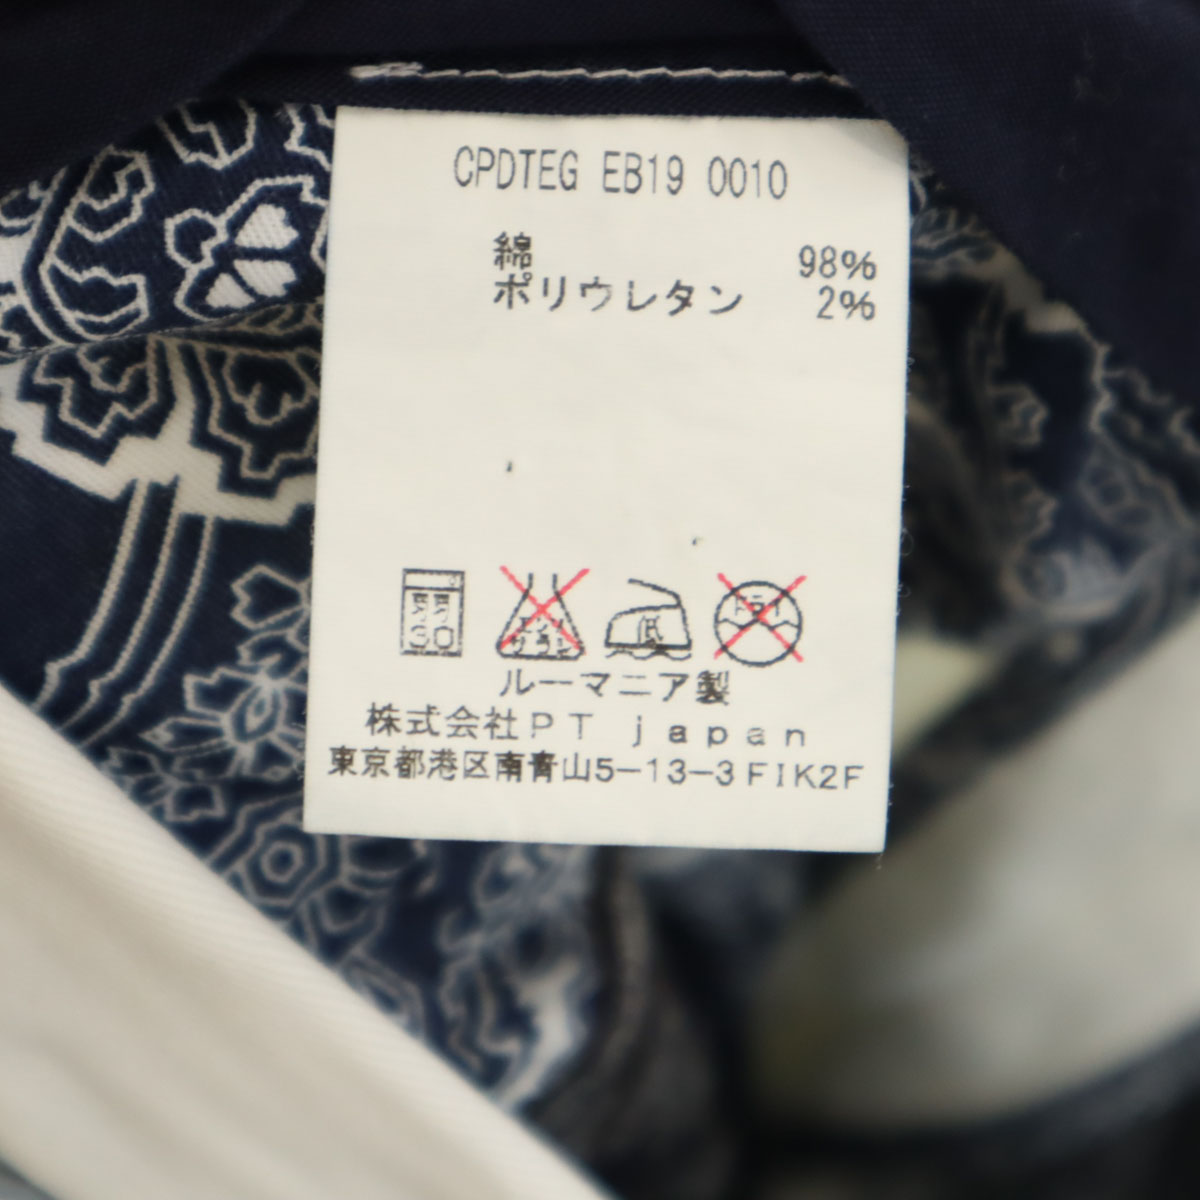 CPDTEG EB19 0010
綿 98%
ポリウレタン 2%
30
ルーマニア製
株式会社PT japan
東京都港区南青山5-13-3FIK2F